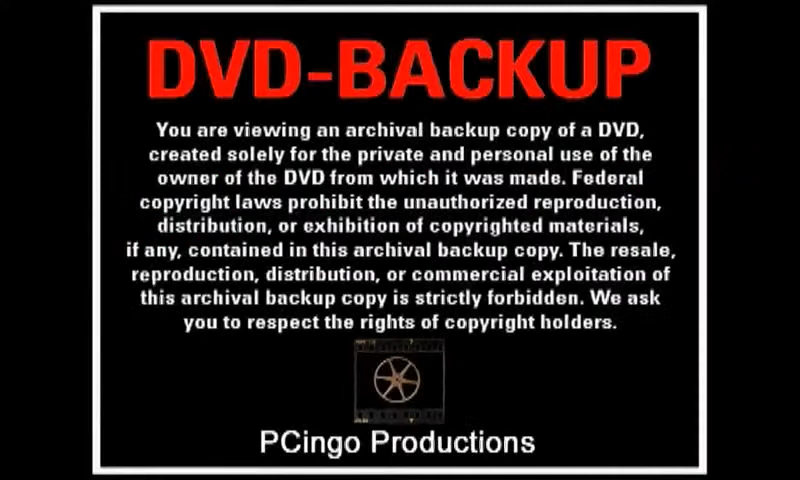 DVD-BACKUP
You are viewing an archival backup copy of a DVD,
created solely for the private and personal use of the
owner of the DVD from which it was made. Federal
copyright laws prohibit the unauthorized reproduction,
distribution, or exhibition of copyrighted materials,
if any, contained in this archival backup copy. The resale,
reproduction, distribution, or commercial exploitation of
this archival backup copy is strictly forbidden. We ask
you to respect the rights of copyright holders.
PCingo Productions